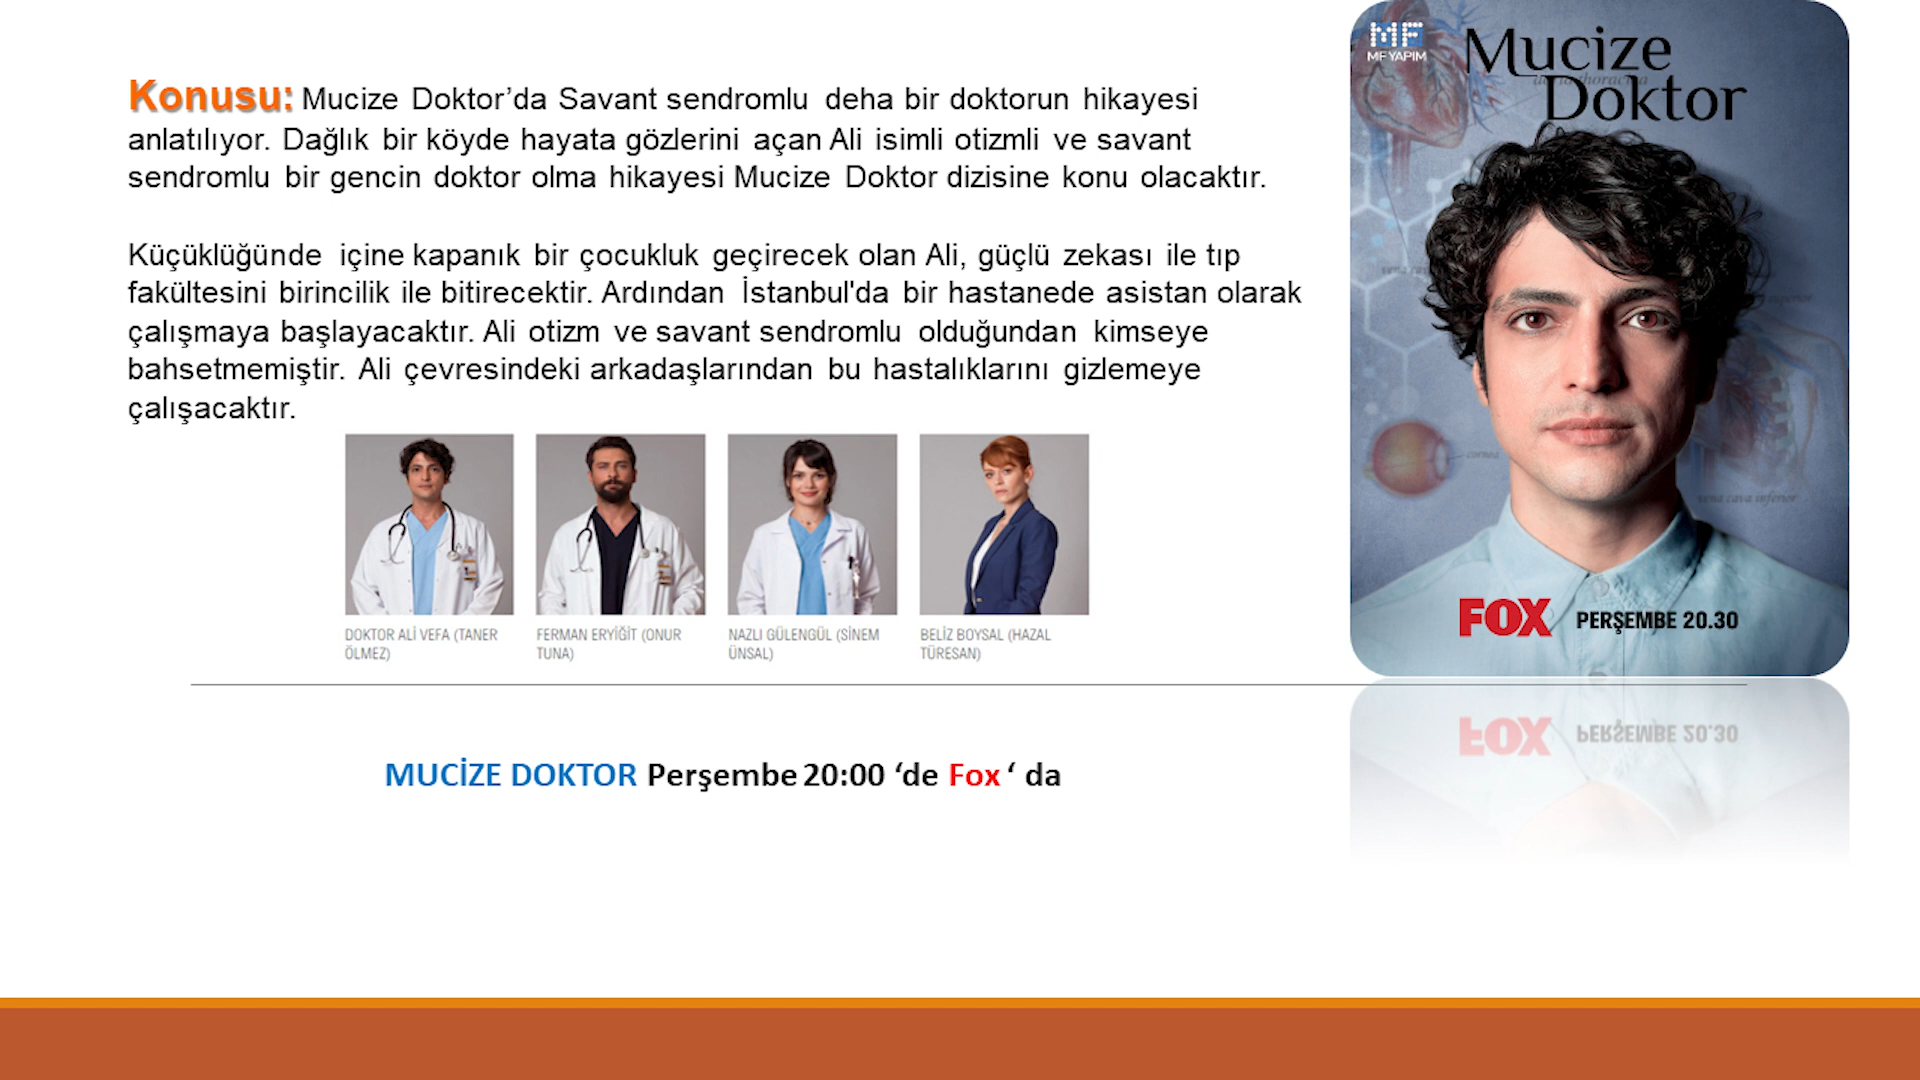 Konusu: Mucize Doktor’da Savant sendromlu deha bir doktorun hikayesi
anlatılıyor. Dağlık bir köyde hayata gözlerini açan Ali isimli otizmli ve savant
sendromlu bir gencin doktor olma hikayesi Mucize Doktor dizisine konu olacaktır.
Küçüklüğünde içine kapanık bir çocukluk geçirecek olan Ali, güçlü zekası ile tıp
fakültesini birincilik ile bitirecektir. Ardından İstanbul'da bir hastanede asistan olarak
çalışmaya başlayacaktır. Ali otizm ve savant sendromlu olduğundan kimseye
bahsetmemiştir. Ali çevresindeki arkadaşlarından bu hastalıklarını gizlemeye
çalışacaktır.
DOKTOR ALİ VEFA (TANER
ÖLMEZ)
FERMAN ERYİĞİT (ONUR
TUNA)
NAZLI GÜLENGÜL (SİNEM
ÜNSAL)
BELİZ BOYSAL (HAZAL
TÜRESAN)
MUCİZE DOKTOR Perşembe 20:00 ‘de Fox ‘ da
MF
MF YAPIM
Mucize
Doktor
cornea
vena cava inferior
FOX PERŞEMBE 20.30